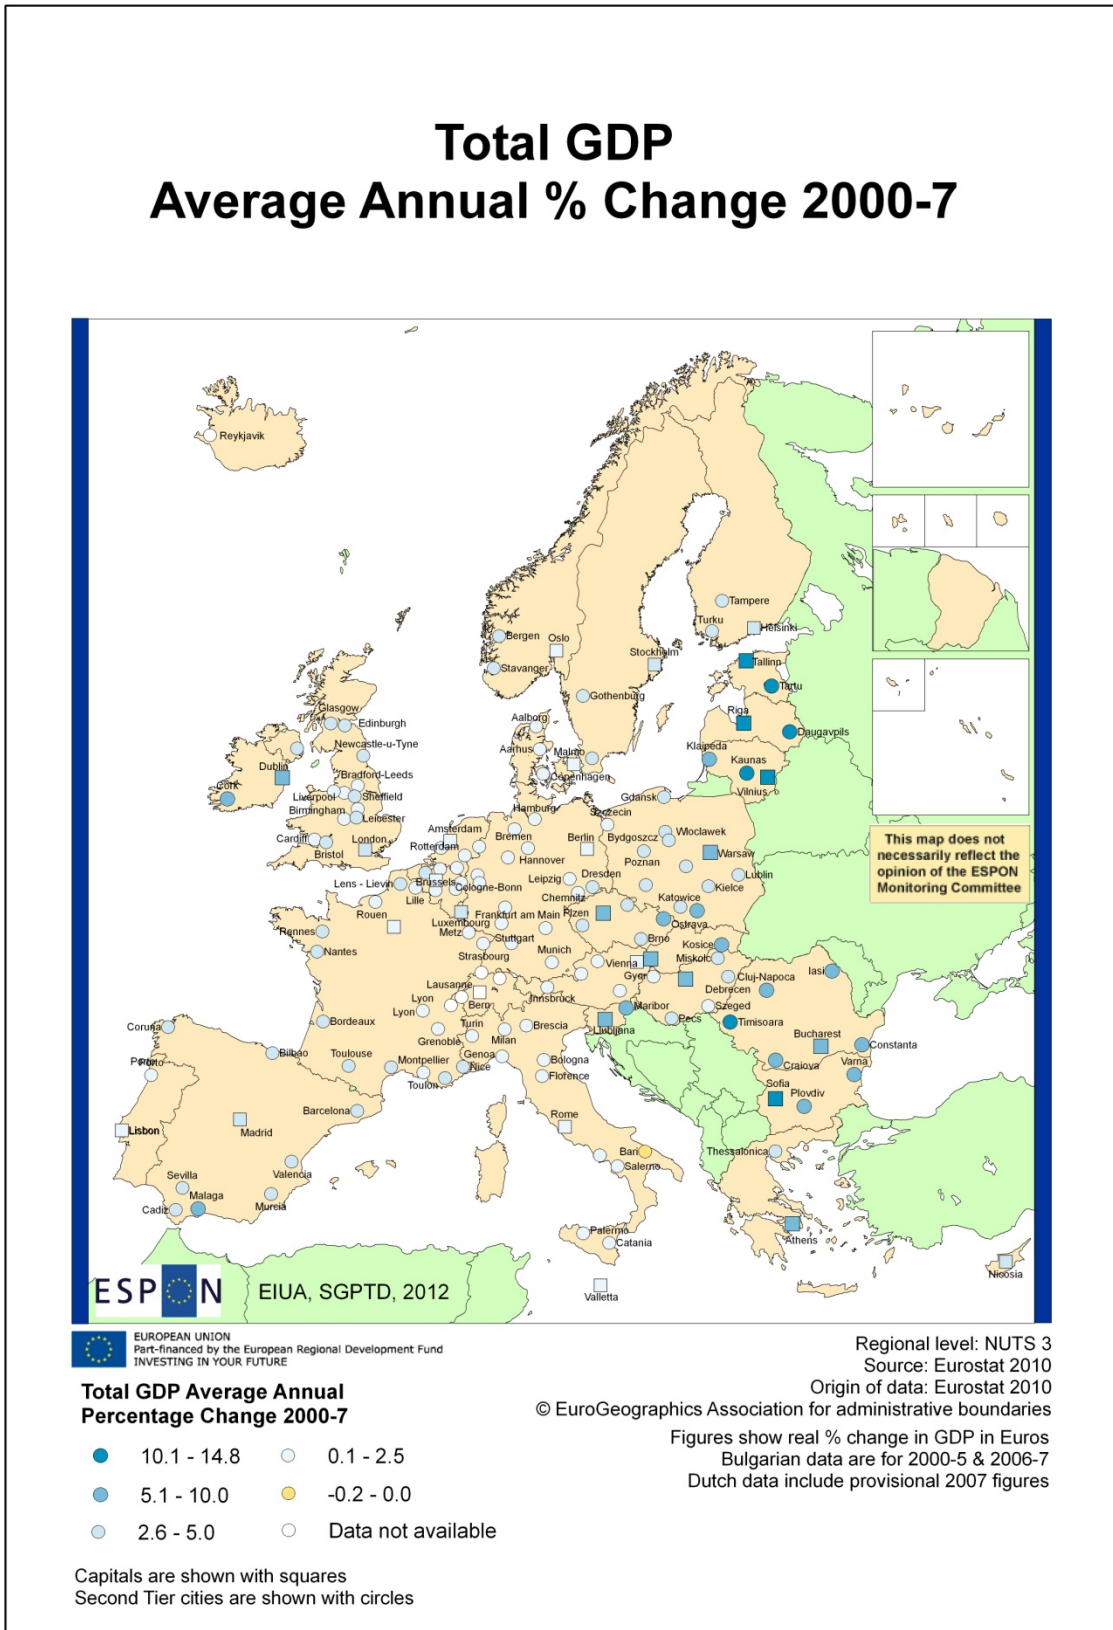 Total GDP
Average Annual % Change 2000-7
Reykjavik
Tampere
Turku
Helsinki
Bergen
Oslo
Stavanger
Stockholm
Tallinn
Tartu
Gothenburg
Riga
Daugavpils
Glasgow
Edinburgh
Aalborg
Newcastle-u-Tyne
Aarhus
Malmo
Klaipeda
Kaunas
Dublin
Copenhagen
Vilnius
Bradford-Leeds
Cork
Liverpool
Sheffield
Gdansk
Birmingham
Leicester
Hamburg
Szczecin
Cardiff
London
Amsterdam
Bremen
Berlin
Bydgoszcz
Wloclawek
Bristol
Rotterdam
Hannover
Poznan
Warsaw
Lens - Lievin
Brussels
Cologne-Bonn
Leipzig
Dresden
Lublin
Lille
Chemnitz
Kielce
Rouen
Luxembourg
Frankfurt am Main
Plzen
Katowice
Rennes
Metz
Ostrava
Nantes
Stuttgart
Brno
Kosice
Strasbourg
Munich
Vienna
Miskolc
Iasi
Gyor
Cluj-Napoca
Lausanne
Innsbruck
Debrecen
Lyon
Bern
Maribor
Szeged
Lyon
Coruna
Bordeaux
Turin
Brescia
Ljubljana
Pecs
Timisoara
Bucharest
Grenoble
Milan
Constanta
Bilbao
Toulouse
Montpellier
Genoa
Bologna
Craiova
Varna
Porto
Porto
Nice
Toulon
Florence
Sofia
Plovdiv
Barcelona
Rome
Lisbon
Madrid
Bari
Thessalonica
Valencia
Salerno
Sevilla
Malaga
Cadiz
Murcia
Palermo
Catania
Athens
Nicosia
Valletta
This map does not
necessarily reflect the
opinion of the ESPON
Monitoring Committee
ESPON
EIUA, SGPTD, 2012
EUROPEAN UNION
Part-financed by the European Regional Development Fund
INVESTING IN YOUR FUTURE
Regional level: NUTS 3
Source: Eurostat 2010
Origin of data: Eurostat 2010
© EuroGeographics Association for administrative boundaries
Figures show real % change in GDP in Euros
Bulgarian data are for 2000-5 & 2006-7
Dutch data include provisional 2007 figures
Total GDP Average Annual
Percentage Change 2000-7
10.1 - 14.8
0.1 - 2.5
5.1 - 10.0
-0.2 - 0.0
2.6 - 5.0
Data not available
Capitals are shown with squares
Second Tier cities are shown with circles